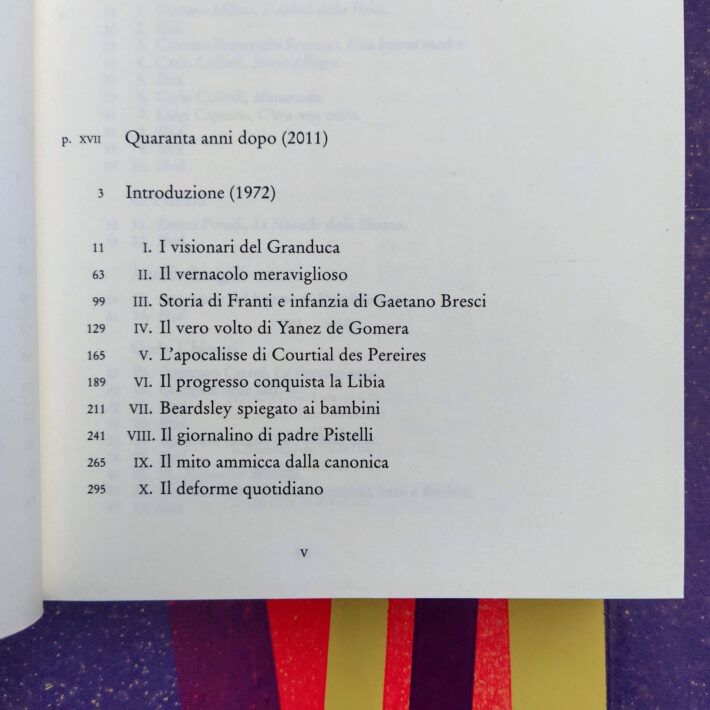 p. XVII Quaranta anni dopo (2011)
3 Introduzione (1972)
11 I. I visionari del Granduca
63 II. Il vernacolo meraviglioso
99 III. Storia di Franti e infanzia di Gaetano Bresci
129 IV. Il vero volto di Yanez de Gomera
165 V. L'apocalisse di Courtial des Pereires
189 VI. Il progresso conquista la Libia
211 VII. Beardsley spiegato ai bambini
241 VIII. Il giornalino di padre Pistelli
265 IX. Il mito ammicca dalla canonica
295 X. Il deforme quotidiano
V